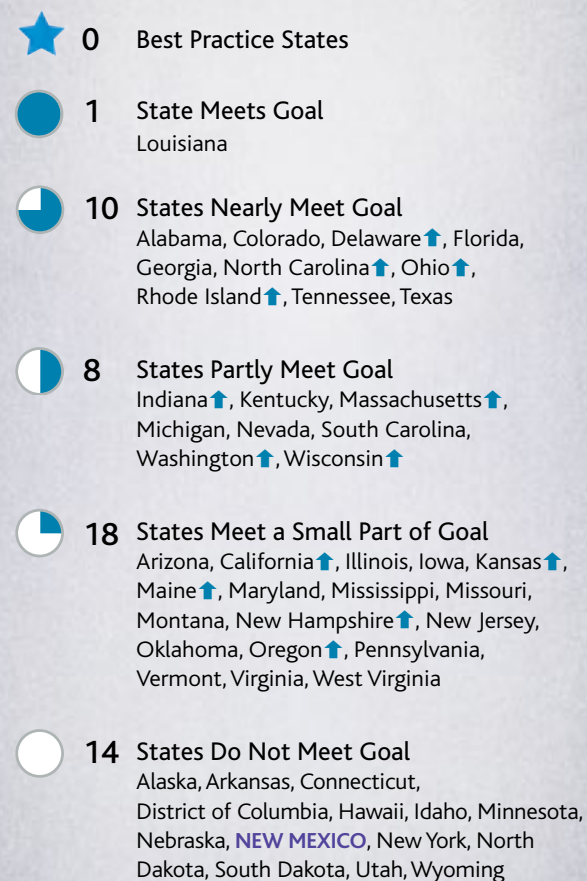 0 Best Practice States
1 State Meets Goal
Louisiana
10 States Nearly Meet Goal
Alabama, Colorado, Delaware⬆, Florida,
Georgia, North Carolina⬆, Ohio⬆,
Rhode Island⬆, Tennessee, Texas
8 States Partly Meet Goal
Indiana⬆, Kentucky, Massachusetts⬆,
Michigan, Nevada, South Carolina,
Washington⬆, Wisconsin⬆
18 States Meet a Small Part of Goal
Arizona, California⬆, Illinois, Iowa, Kansas⬆,
Maine⬆, Maryland, Mississippi, Missouri,
Montana, New Hampshire⬆, New Jersey,
Oklahoma, Oregon⬆, Pennsylvania,
Vermont, Virginia, West Virginia
14 States Do Not Meet Goal
Alaska, Arkansas, Connecticut,
District of Columbia, Hawaii, Idaho, Minnesota,
Nebraska, NEW MEXICO, New York, North
Dakota, South Dakota, Utah, Wyoming